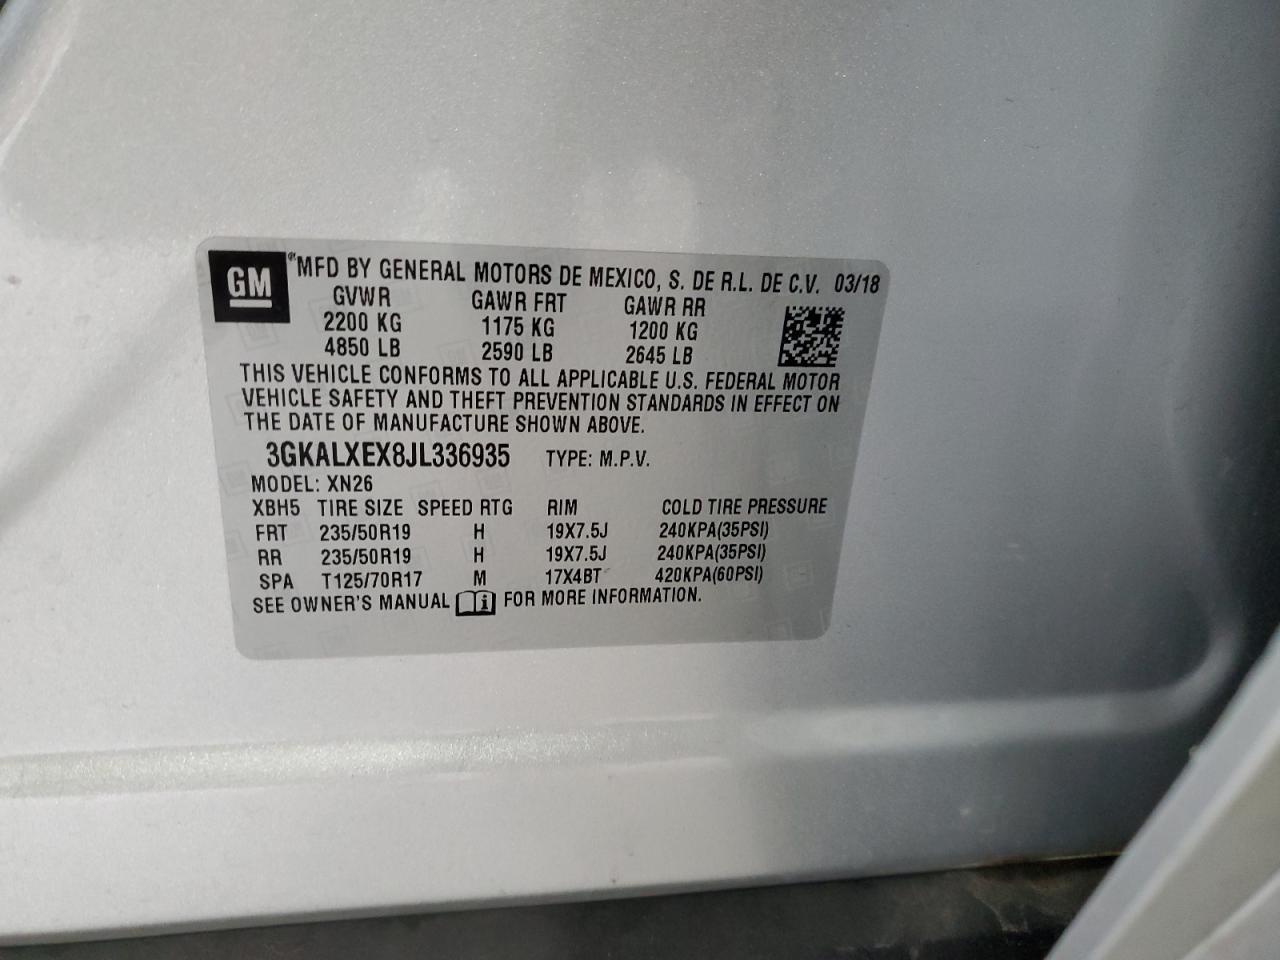 GM MFD BY GENERAL MOTORS DE MEXICO, S. DE R.L. DE C.V. 03/18
GVWR GAWR FRT GAWR RR
2200 KG 1175 KG 1200 KG
4850 LB 2590 LB 2645 LB
THIS VEHICLE CONFORMS TO ALL APPLICABLE U.S. FEDERAL MOTOR
VEHICLE SAFETY AND THEFT PREVENTION STANDARDS IN EFFECT ON
THE DATE OF MANUFACTURE SHOWN ABOVE.
3GKALXEX8JL336935 TYPE: M.P.V.
MODEL: XN26
XBH5 TIRE SIZE SPEED RTG RIM COLD TIRE PRESSURE
FRT 235/50R19 H 19X7.5J 240KPA(35PSI)
RR 235/50R19 H 19X7.5J 240KPA(35PSI)
SPA T125/70R17 M 17X4BT 420KPA(60PSI)
SEE OWNER'S MANUAL i FOR MORE INFORMATION.